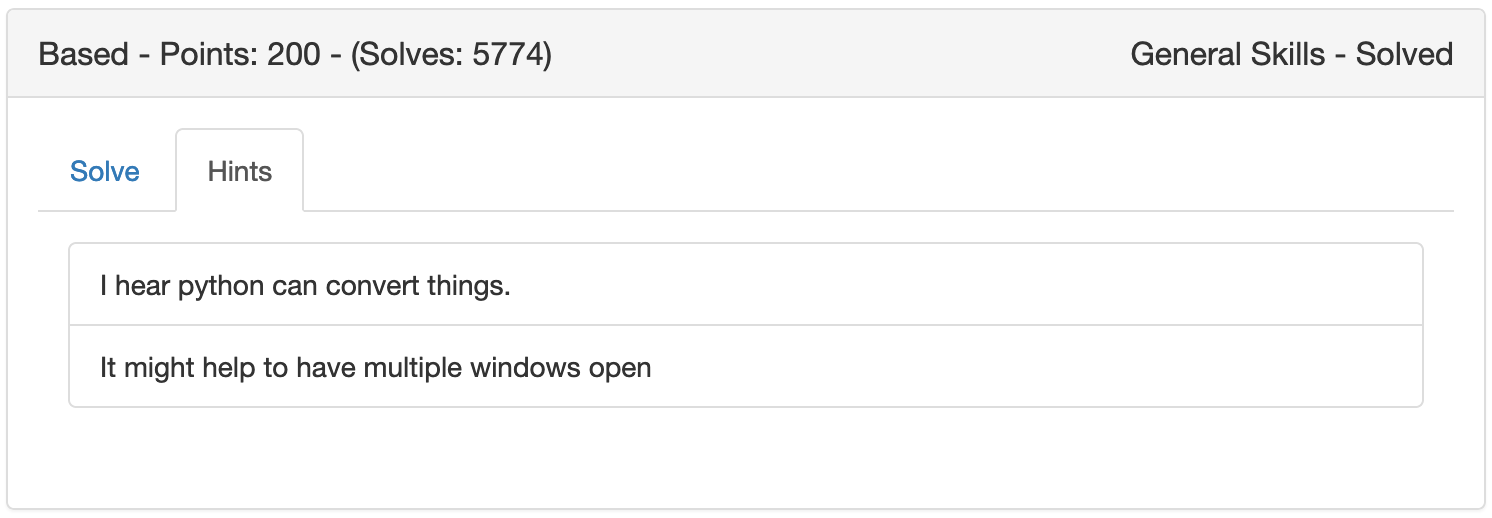 Based - Points: 200 - (Solves: 5774)
General Skills - Solved
Solve
Hints
I hear python can convert things.
It might help to have multiple windows open